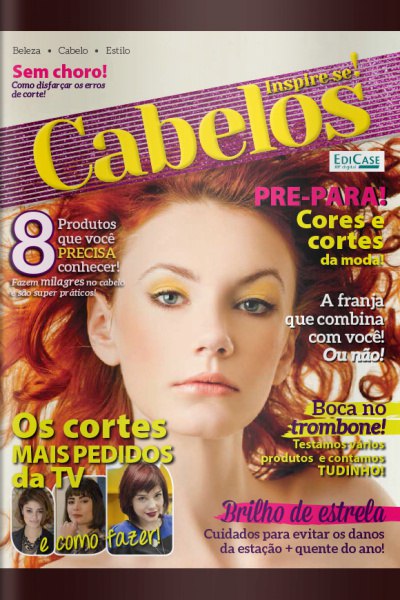 Beleza • Cabelo • Estilo
Sem choro!
Como disfarçar os erros
de corte!
Inspire-se!
Cabelos
EDICASE
digital
PRE-PARA!
Cores e
cortes
da moda!
8
Produtos
que você
PRECISA
conhecer!
Fazem milagres no cabelo
e são super práticos!
A franja
que combina
com você!
Ou não!
Boca no
trombone!
Testamos vários
produtos e contamos
TUDINHO!
Os cortes
MAIS PEDIDOS
da TV
e como fazer!
Brilho de estrela
Cuidados para evitar os danos
da estação + quente do ano!